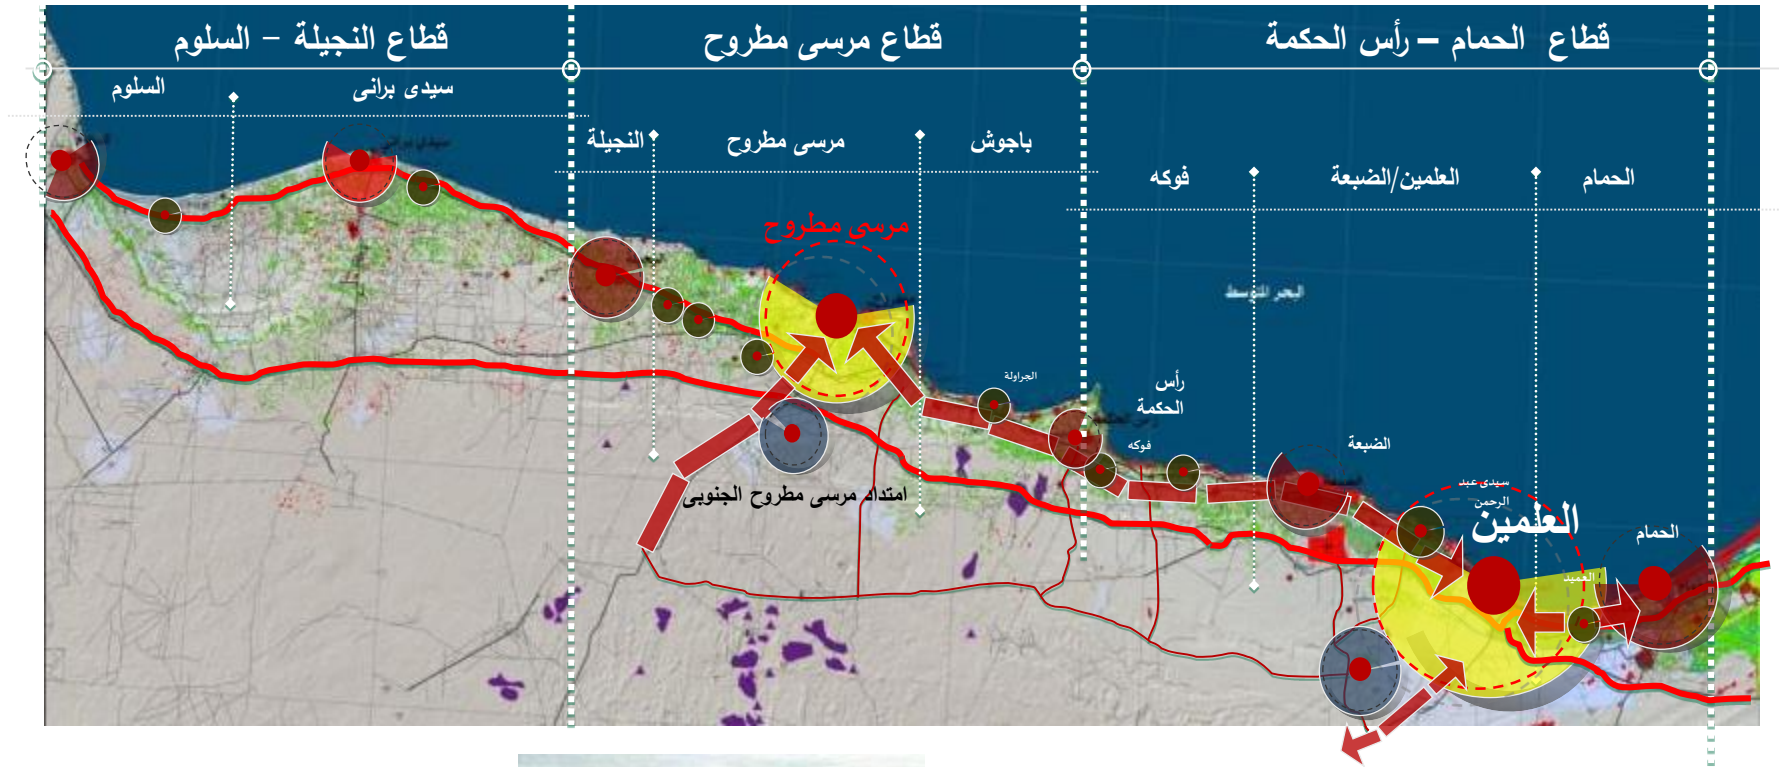 قطاع الحمام – رأس الحكمة
قطاع مرسى مطروح
قطاع النجيلة - السلوم
سيدى برانى
السلوم
باجوش
مرسى مطروح
النجيلة
الحمام
العلمين/الضبعة
فوكه
مرسى مطروح
البحر المتوسط
سيدي براني
رأس
الحكمة
الجراولة
فوكه
الضبعة
امتداد مرسى مطروح الجنوبى
سيدى عبد
الرحمن
العلمين
الحمام
العميد